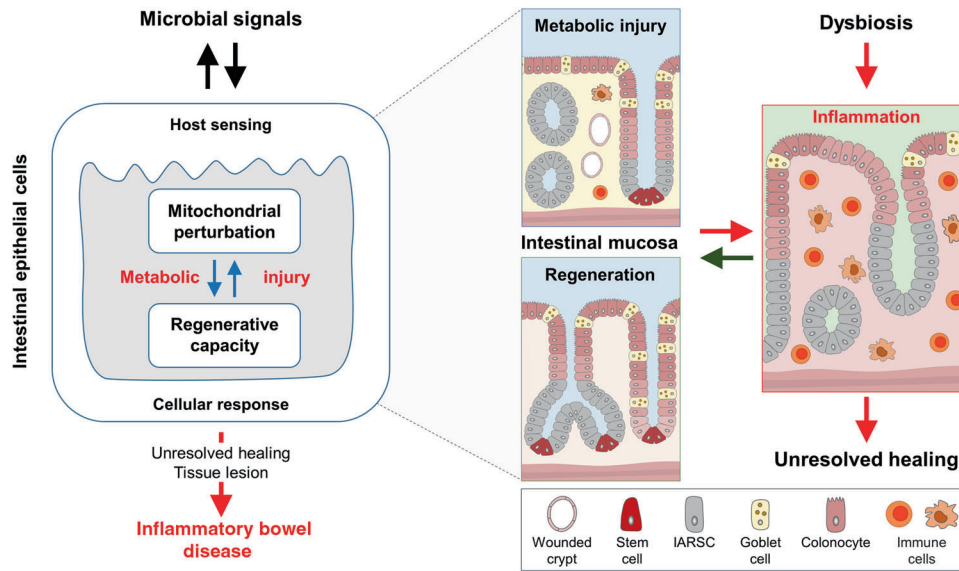 Microbial signals
Intestinal epithelial cells
Host sensing
Mitochondrial
perturbation
Metabolic injury
Regenerative
capacity
Cellular response
Unresolved healing
Tissue lesion
Inflammatory bowel
disease
Metabolic injury
Intestinal mucosa
Regeneration
Dysbiosis
Inflammation
Unresolved healing
Wounded
crypt
Stem
cell
IARSC
Goblet
cell
Colonocyte
Immune
cells